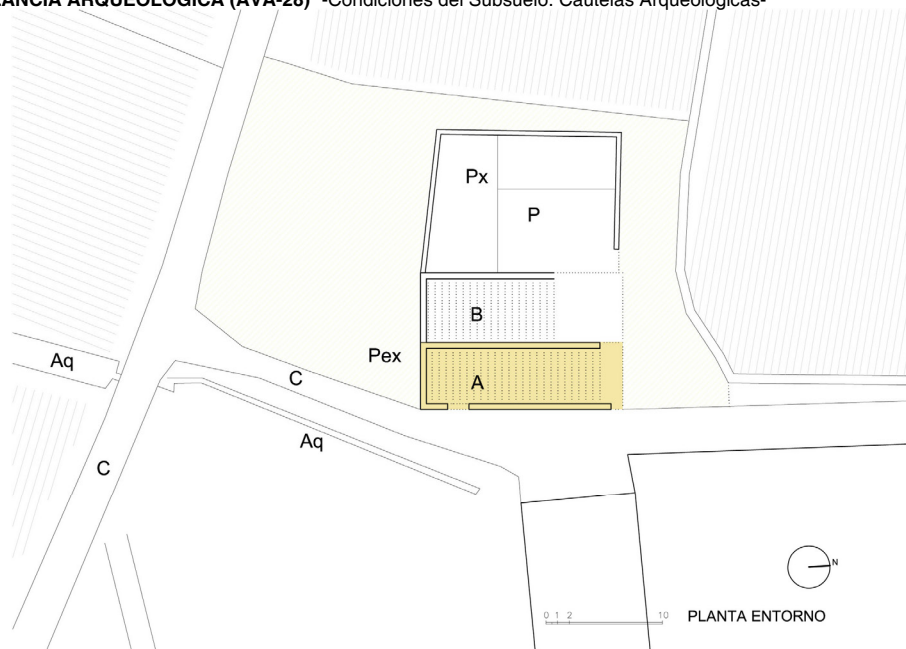 ANCIA ARQUEOLÓGICA (AVA-28) -Condiciones del Subsuelo. Cautelas Arqueológicas-
Px
P
B
Pex
Aq
A
C
Aq
C
N
0 1 2 10 PLANTA ENTORNO